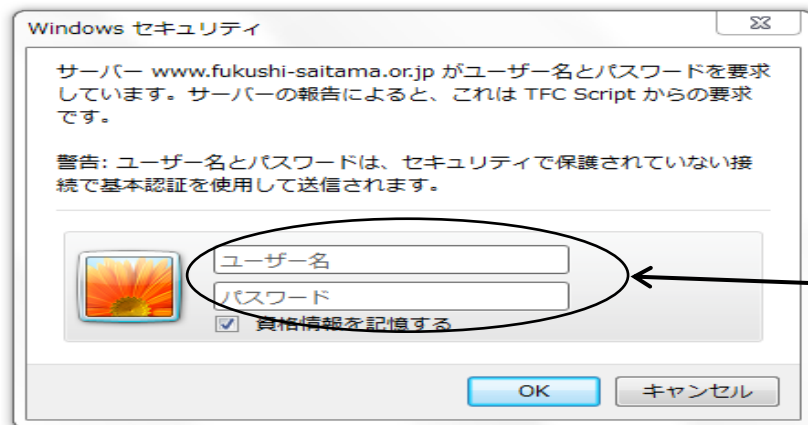 Windows セキュリティ
サーバー www.fukushi-saitama.or.jp がユーザー名とパスワードを要求
しています。サーバーの報告によると、これは TFC Script からの要求
です。
警告: ユーザー名とパスワードは、セキュリティで保護されていない接
続で基本認証を使用して送信されます。
ユーザー名
パスワード
資格情報を記憶する
OK
キャンセル